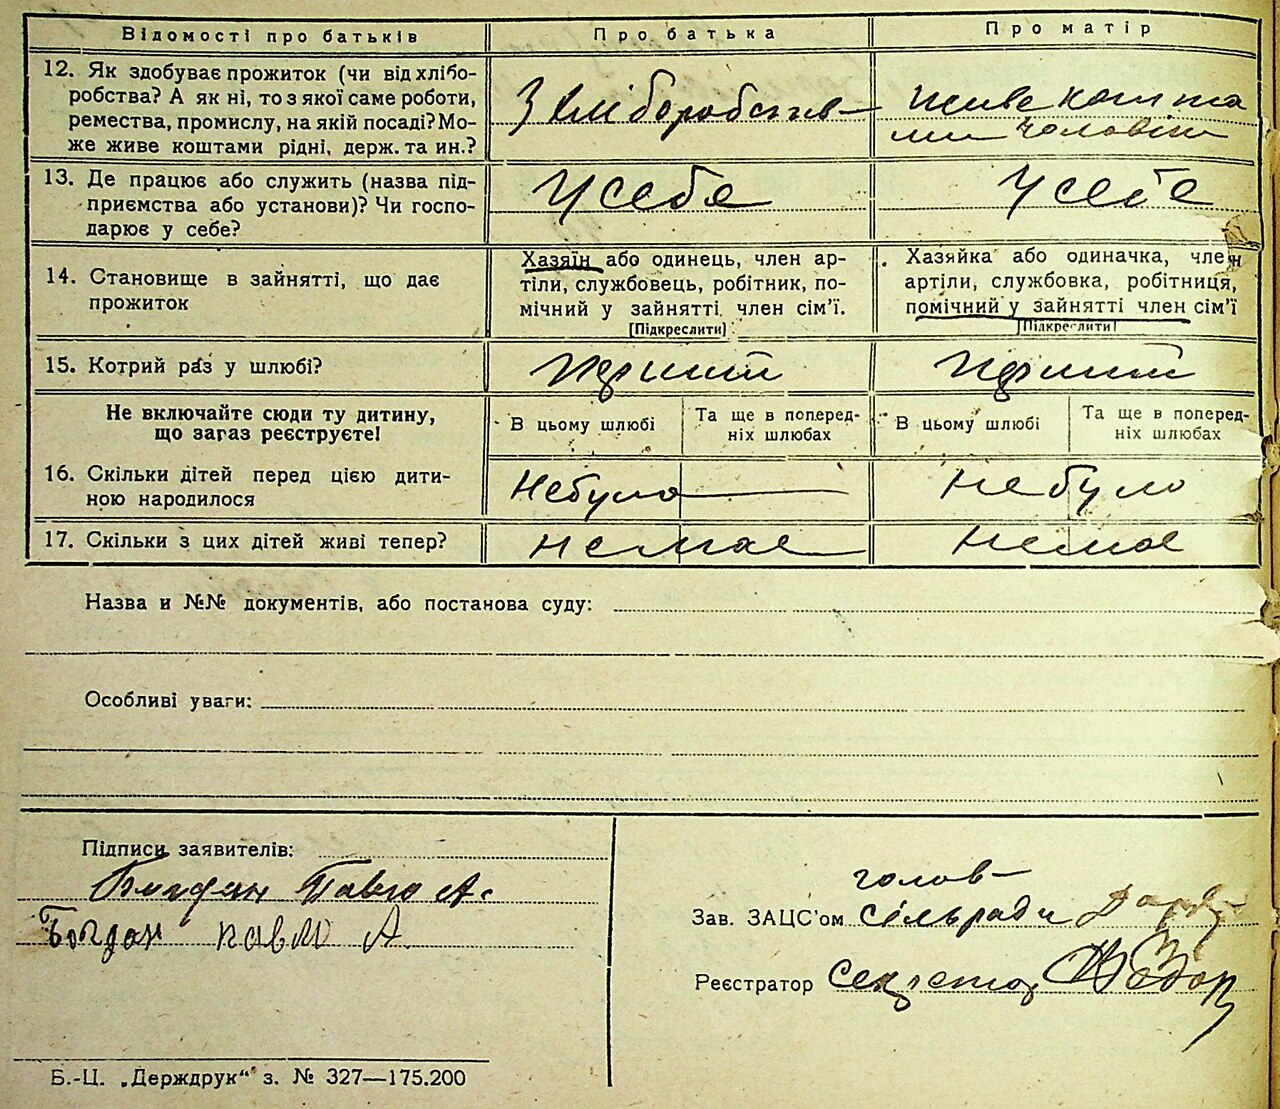 Відомості про батьків
Про батька
Про матір
12. Як здобуває прожиток (чи від хлібо-
робства? А як ні, то з якої саме роботи,
ремества, промислу, на якій посаді? Мо-
же живе коштами рідні, держ. та ин.?
З хліборобств-
живе кошта
ми чоловіка
13. Де працює або служить (назва під-
приємства або установи)? Чи госпо-
дарює у себе?
У себе
У себе
14. Становище в зайнятті, що дає
прожиток
Хазяїн або одинець, член ар-
тіли, службовець, робітник, по-
мічний у зайнятті член сім'ї.
[Підкреслити]
Хазяйка або одиначка, член
артіли, службовка, робітниця,
помічний у зайнятті член сім'ї
[Підкреслити]
15. Котрий раз у шлюбі?
перший
перший
Не включайте сюди ту дитину,
що загаз реєструєте!
В цьому шлюбі
Та ще в поперед-
ніх шлюбах
В цьому шлюбі
Та ще в поперед-
ніх шлюбах
16. Скільки дітей перед цією дити-
ною народилося
Небуло
Небуло
17. Скільки з цих дітей живі тепер?
немає
немає
Назва и №№ документів, або постанова суду:
Особливі уваги:
Підписи заявителів:
Богдан Павло А.
Богдан павло А.
голов-
Зав. ЗАЦС'ом сільради
Реєстратор Секретар
Б.-Ц. „Держдрук" з. № 327—175.200